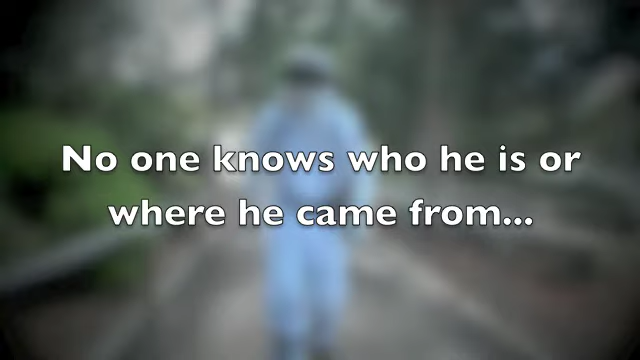 No one knows who he is or
where he came from...